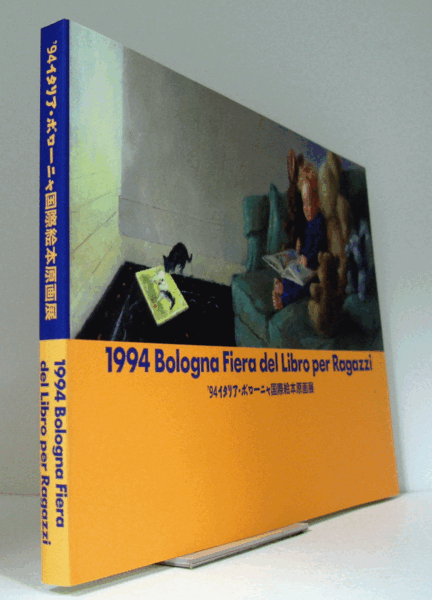 '94イタリア・ボローニャ国際絵本原画展
1994 Bologna Fiera
del Libro per Ragazzi
1994 Bologna Fiera del Libro per Ragazzi
'94イタリア・ボローニャ国際絵本原画展